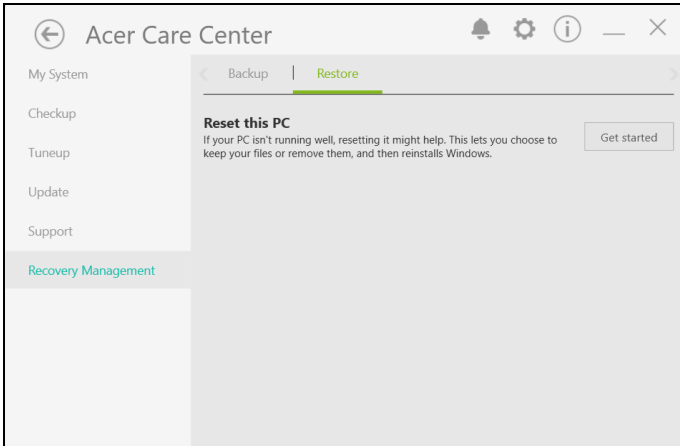 Acer Care Center
My System
Checkup
Tuneup
Update
Support
Recovery Management
Backup | Restore
Reset this PC
If your PC isn't running well, resetting it might help. This lets you choose to
keep your files or remove them, and then reinstalls Windows.
Get started